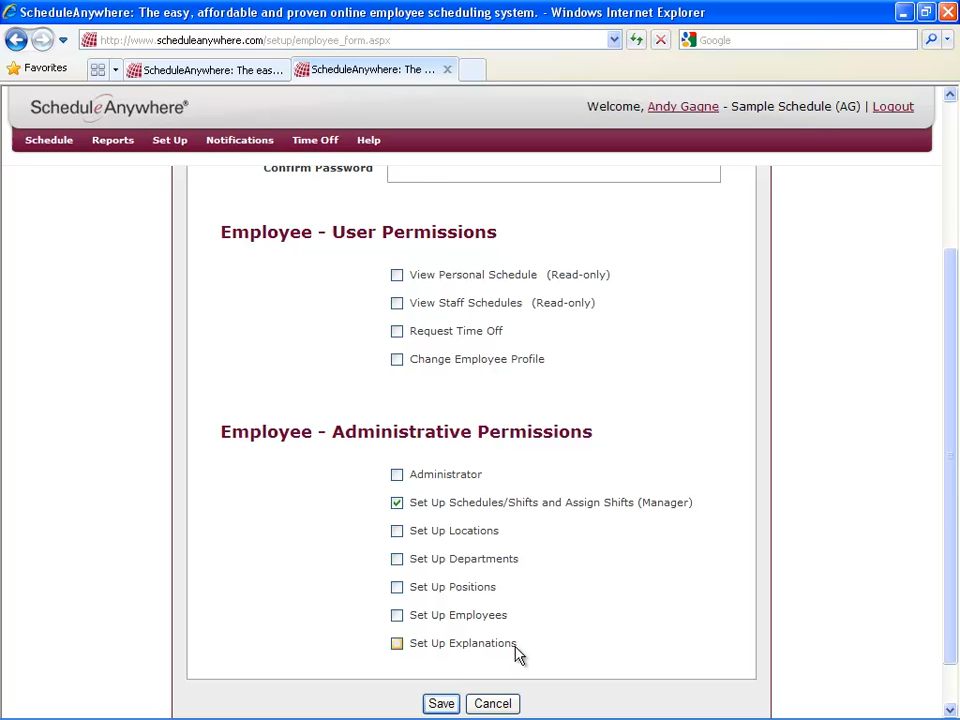 ScheduleAnywhere: The easy, affordable and proven online employee scheduling system. - Windows Internet Explorer
http://www.scheduleanywhere.com/setup/employee_form.aspx
Google
Favorites
ScheduleAnywhere: The eas...
ScheduleAnywhere: The ...
ScheduleAnywhere®
Welcome, Andy Gagne - Sample Schedule (AG) | Logout
Schedule Reports Set Up Notifications Time Off Help
Confirm Password
Employee - User Permissions
View Personal Schedule (Read-only)
View Staff Schedules (Read-only)
Request Time Off
Change Employee Profile
Employee - Administrative Permissions
Administrator
Set Up Schedules/Shifts and Assign Shifts (Manager)
Set Up Locations
Set Up Departments
Set Up Positions
Set Up Employees
Set Up Explanations
Save Cancel